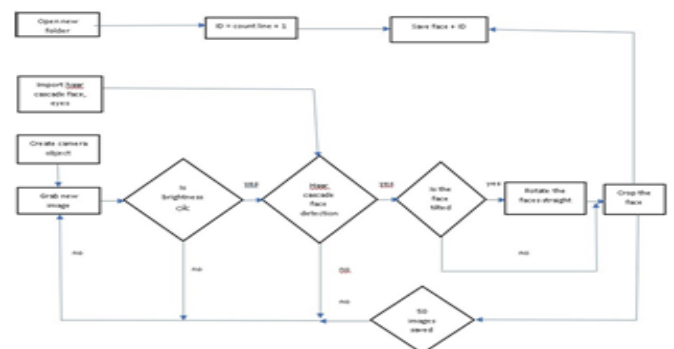 Open new
folder
ID = count line + 1
Save face + ID
Import haar
cascade face,
eyes
Create camera
object
Grab new
image
Is
brightness
ok
yes
Haar
cascade
face
detection
yes
Is the
face
tilted
yes
Rotate the
faces straight
Crop the
face
no
no
no
no
50
images
saved